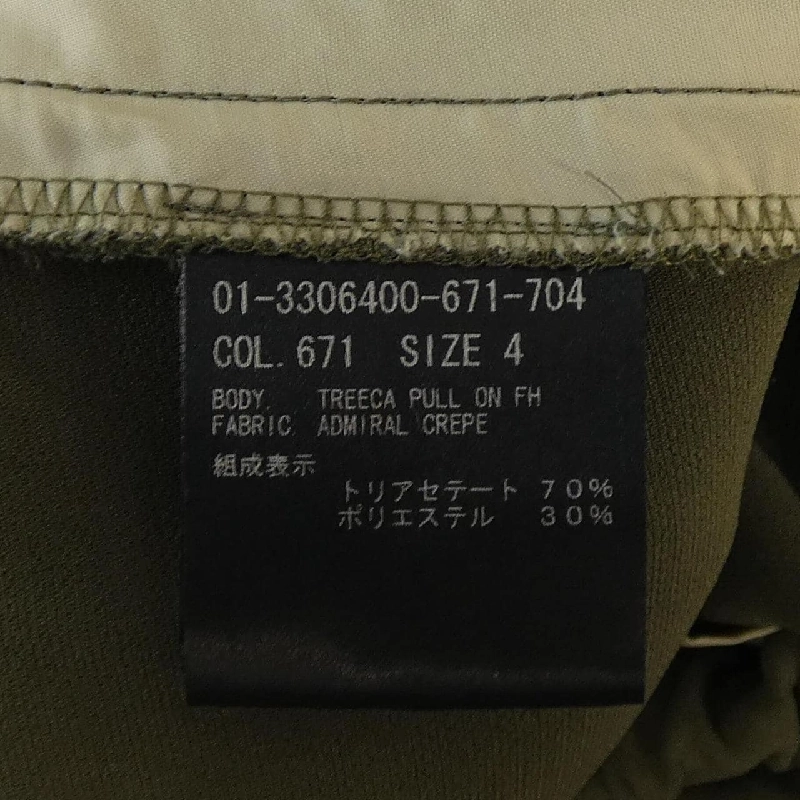 01-3306400-671-704
COL. 671 SIZE 4
BODY. TREECA PULL ON FH
FABRIC. ADMIRAL CREPE
組成表示
トリアセテート 70%
ポリエステル 30%